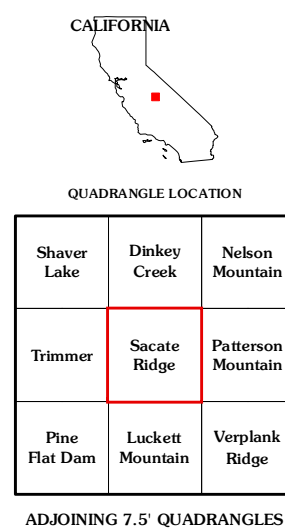 CALIFORNIA
QUADRANGLE LOCATION
Shaver
Lake
Dinkey
Creek
Nelson
Mountain
Trimmer
Sacate
Ridge
Patterson
Mountain
Pine
Flat Dam
Luckett
Mountain
Verplank
Ridge
ADJOINING 7.5' QUADRANGLES